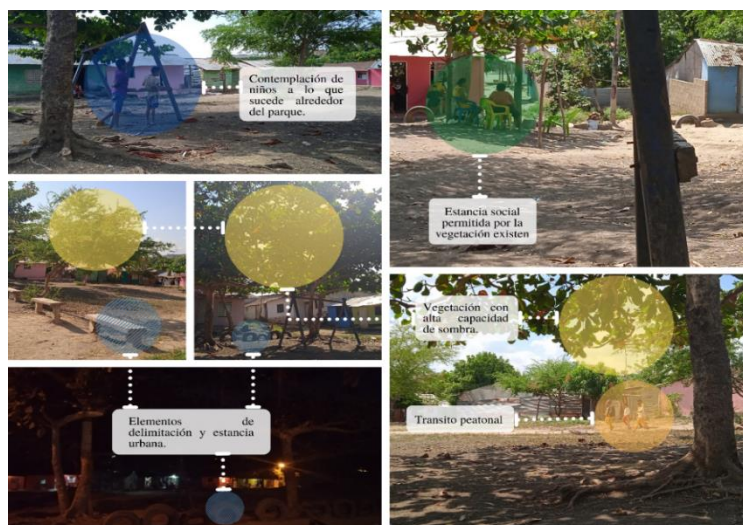 Contemplación de
niños a lo que
sucede alrededor
del parque.
Estancia social
permitida por la
vegetación existen
Vegetación con
alta capacidad
de sombra.
Elementos de
delimitación y estancia
urbana.
Transito peatonal